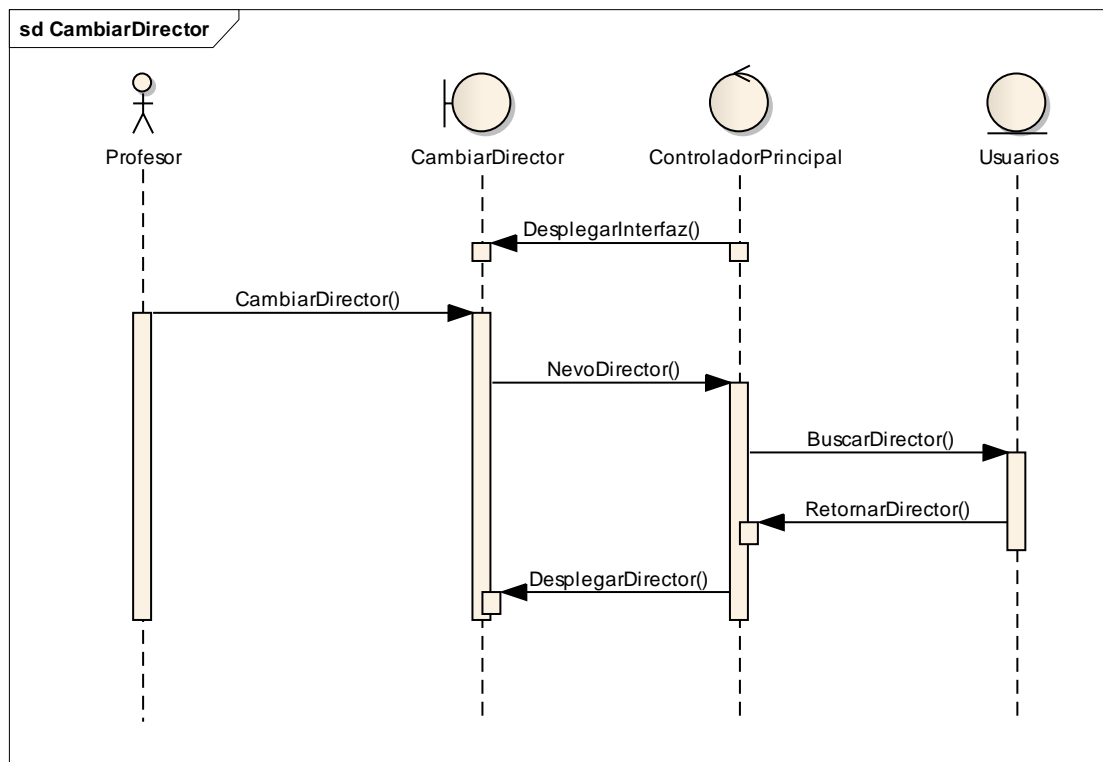 sd CambiarDirector
Profesor
CambiarDirector
ControladorPrincipal
Usuarios
DesplegarInterfaz()
CambiarDirector()
NevoDirector()
BuscarDirector()
RetornarDirector()
DesplegarDirector()